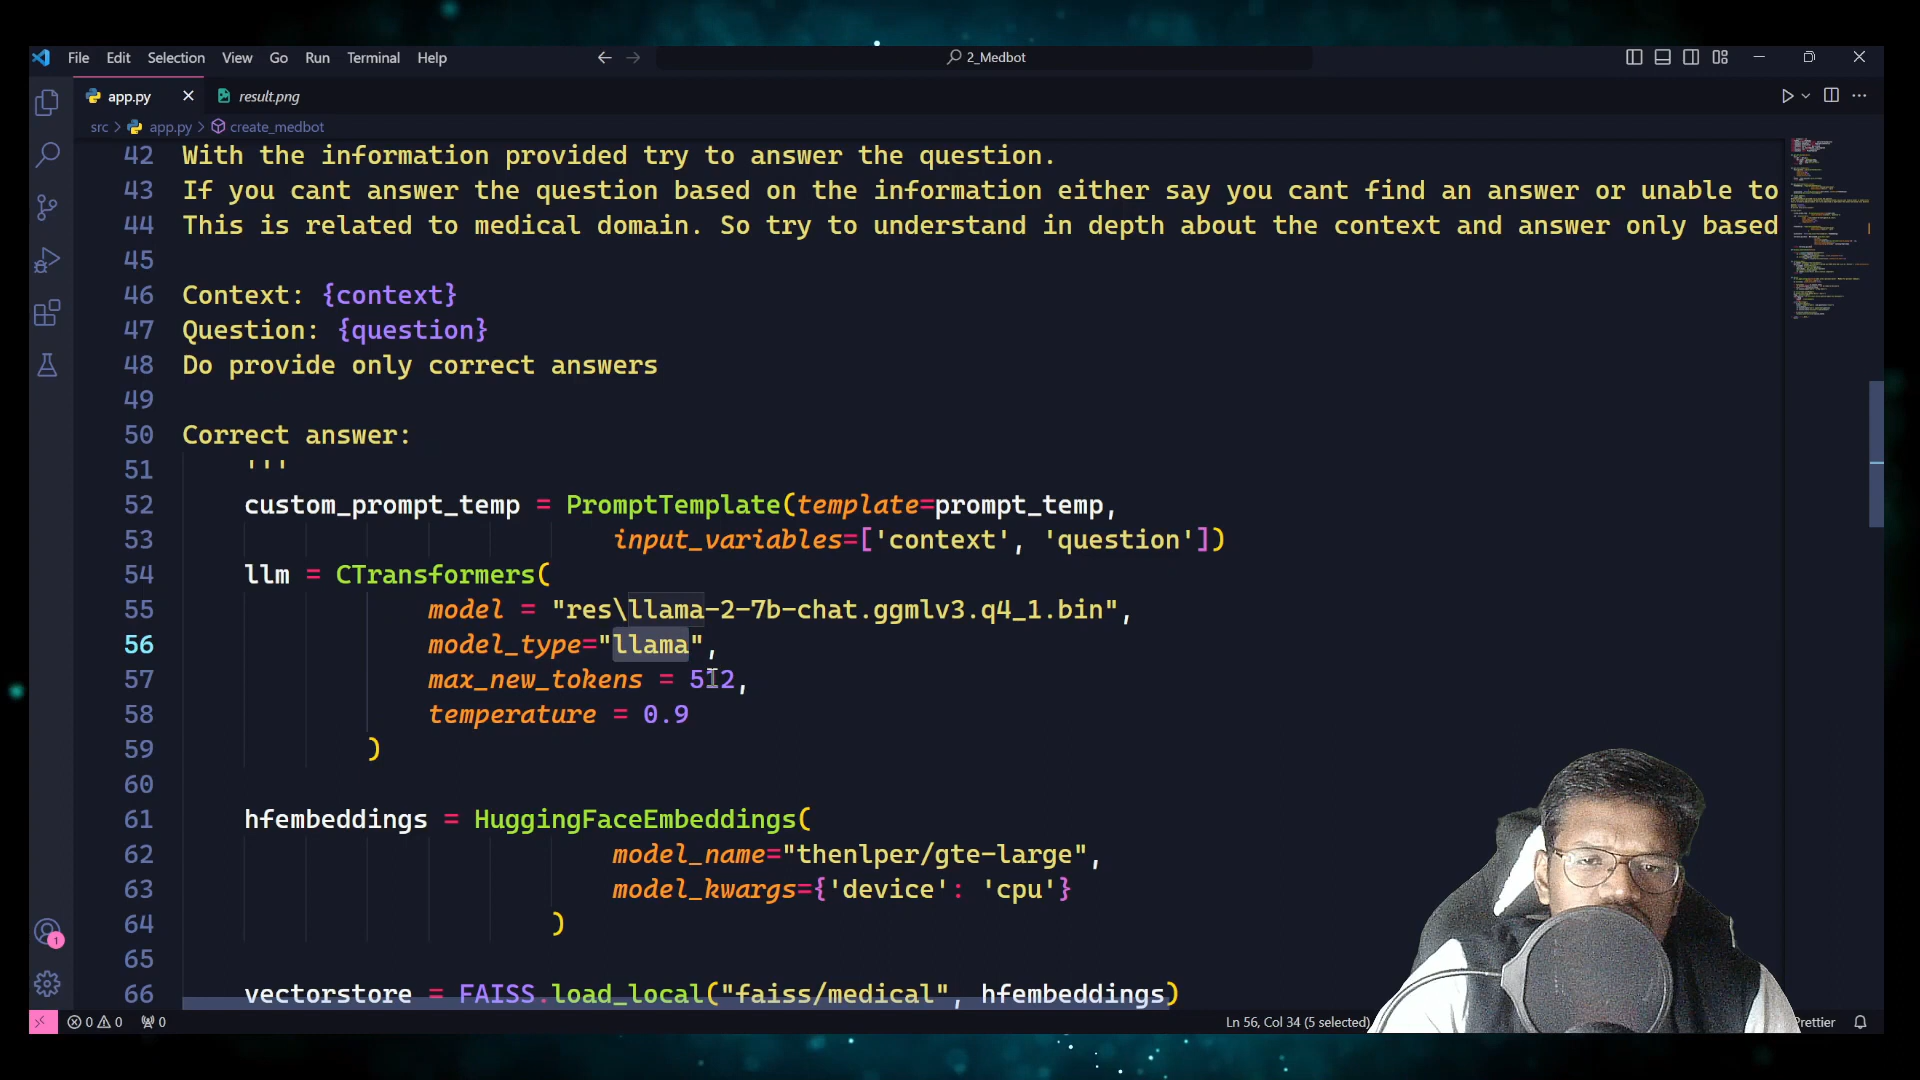 File Edit Selection View Go Run Terminal Help
2_Medbot
app.py
result.png
src > app.py > create_medbot
42 With the information provided try to answer the question.
43 If you cant answer the question based on the information either say you cant find an answer or unable to
44 This is related to medical domain. So try to understand in depth about the context and answer only based
45
46 Context: {context}
47 Question: {question}
48 Do provide only correct answers
49
50 Correct answer:
51 '''
52 custom_prompt_temp = PromptTemplate(template=prompt_temp,
53 input_variables=['context', 'question'])
54 llm = CTransformers(
55 model = "res\llama-2-7b-chat.ggmlv3.q4_1.bin",
56 model_type="llama",
57 max_new_tokens = 512,
58 temperature = 0.9
59 )
60
61 hfembeddings = HuggingFaceEmbeddings(
62 model_name="thenlper/gte-large",
63 model_kwargs={'device': 'cpu'}
64 )
65
66 vectorstore = FAISS.load_local("faiss/medical", hfembeddings)
1
0 0 0 Ln 56, Col 34 (5 selected) Prettier